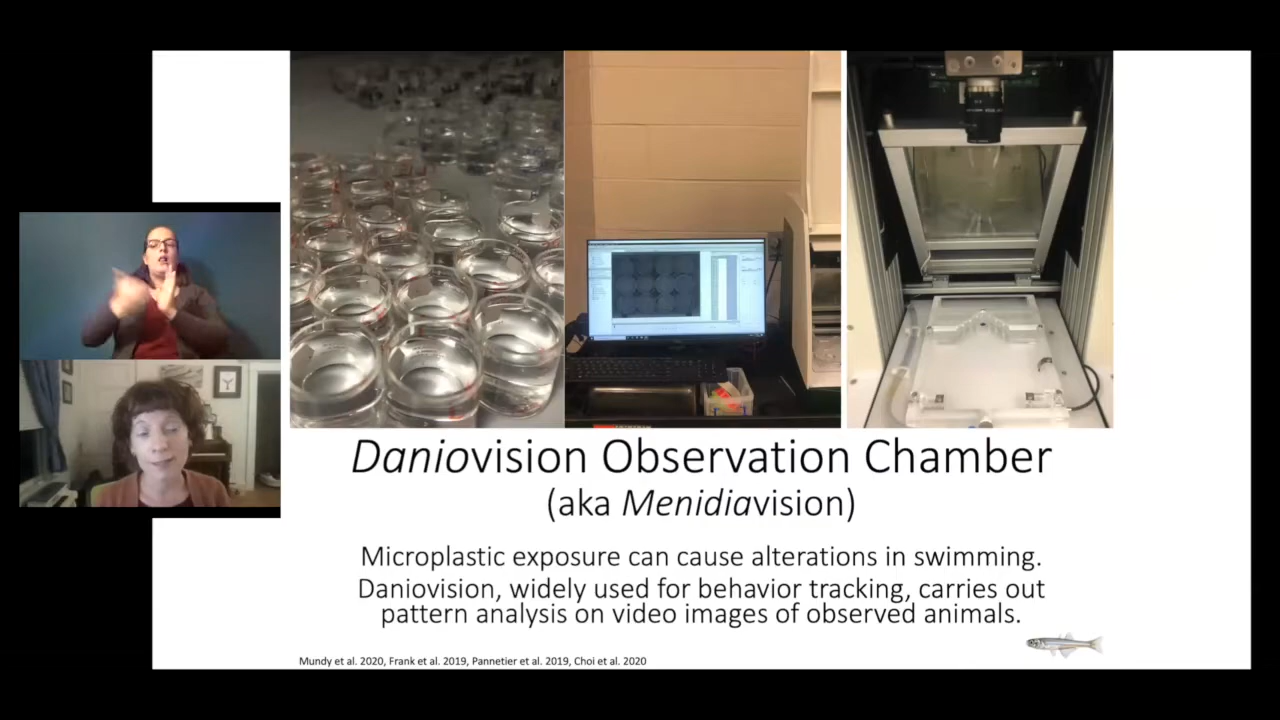 Daniovision Observation Chamber
(aka Menidiavision)
Microplastic exposure can cause alterations in swimming.
Daniovision, widely used for behavior tracking, carries out
pattern analysis on video images of observed animals.
Mundy et al. 2020, Frank et al. 2019, Pannetier et al. 2019, Choi et al. 2020